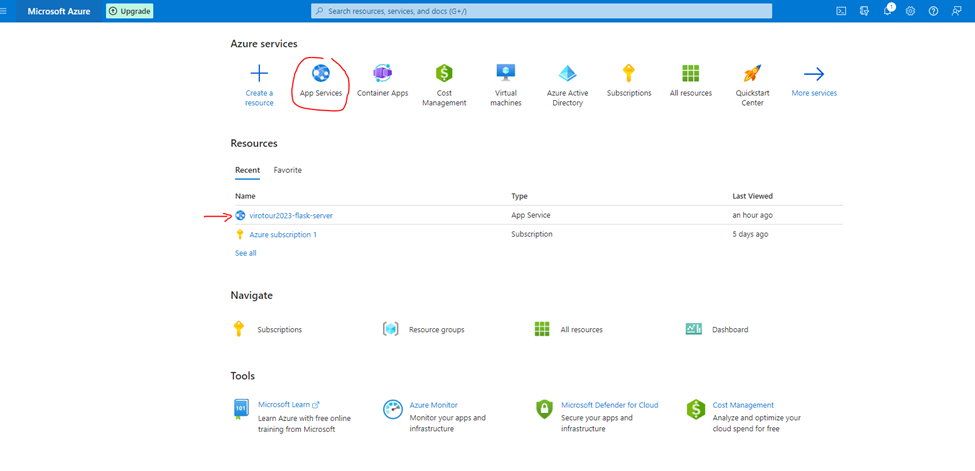 Microsoft Azure
Upgrade
Search resources, services, and docs (G+/)
1
Azure services
Create a
resource
App Services
Container Apps
Cost
Management
Virtual
machines
Azure Active
Directory
Subscriptions
All resources
Quickstart
Center
More services
Resources
Recent
Favorite
Name
Type
Last Viewed
virotour2023-flask-server
App Service
an hour ago
Azure subscription 1
Subscription
5 days ago
See all
Navigate
Subscriptions
Resource groups
All resources
Dashboard
Tools
101
Microsoft Learn
Learn Azure with free online
training from Microsoft
Azure Monitor
Monitor your apps and
infrastructure
Microsoft Defender for Cloud
Secure your apps and
infrastructure
Cost Management
Analyze and optimize your
cloud spend for free